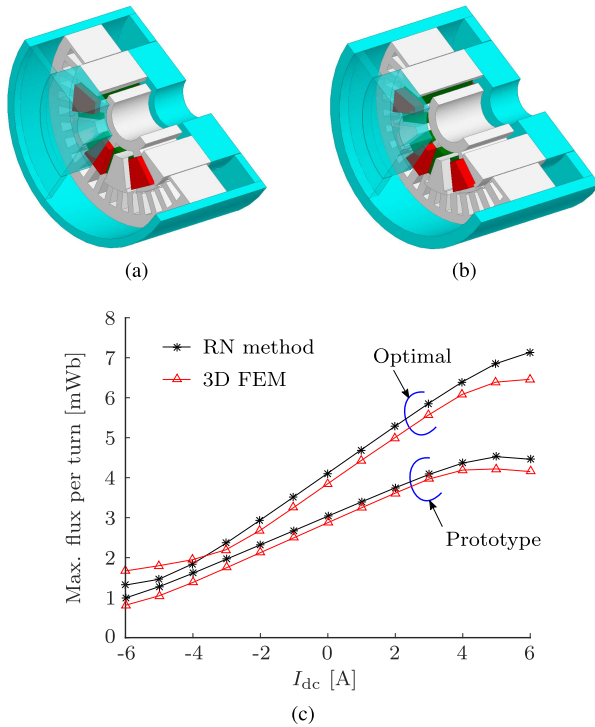 (a)
(b)
8
7
6
5
4
3
2
1
0
Max. flux per turn [mWb]
RN method
3D FEM
Optimal
Prototype
-6
-4
-2
0
2
4
6
I_dc [A]
(c)